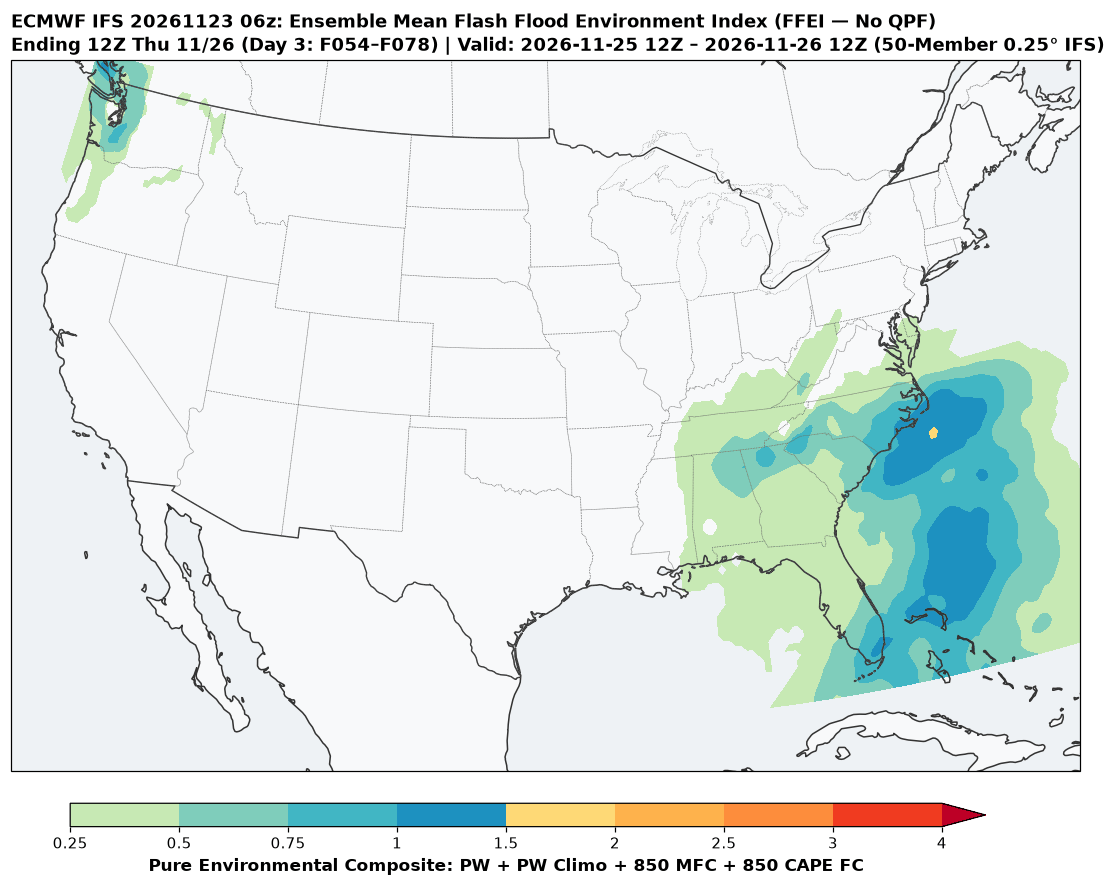 ECMWF IFS 20261123 06z: Ensemble Mean Flash Flood Environment Index (FFEI — No QPF)
Ending 12Z Thu 11/26 (Day 3: F054–F078) | Valid: 2026-11-25 12Z – 2026-11-26 12Z (50-Member 0.25° IFS)
0.25 0.5 0.75 1 1.5 2 2.5 3 4
Pure Environmental Composite: PW + PW Climo + 850 MFC + 850 CAPE FC